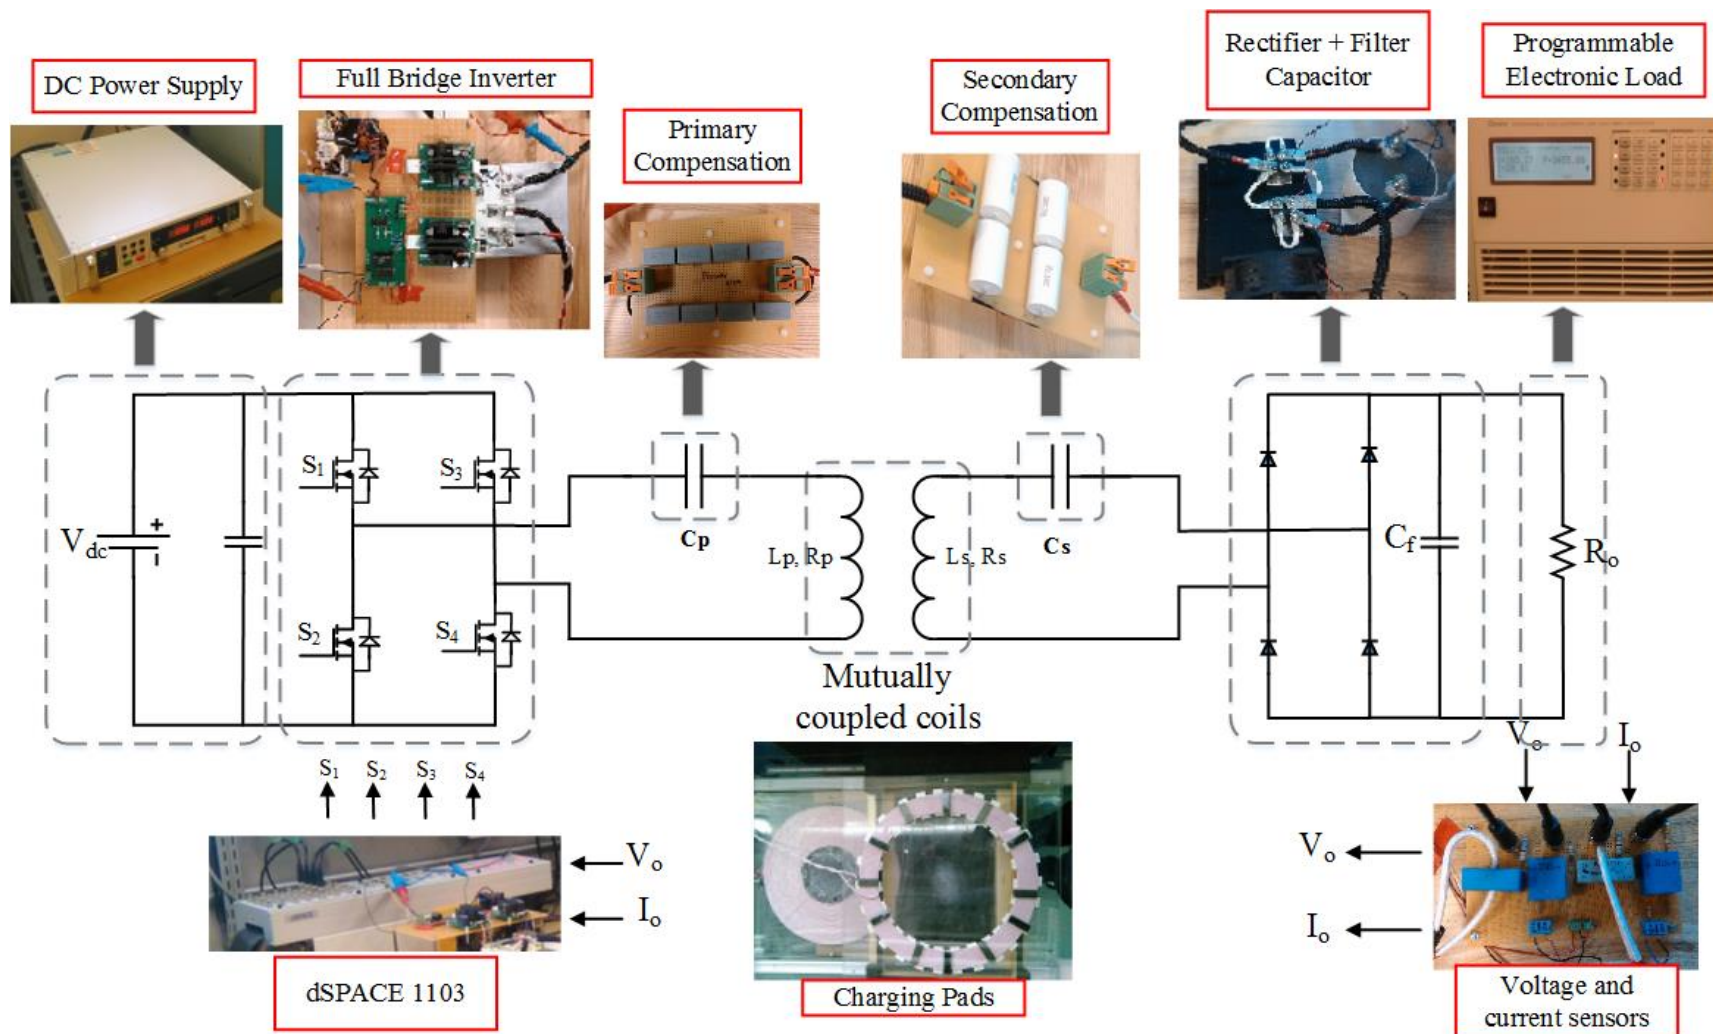 DC Power Supply
Full Bridge Inverter
Primary
Compensation
Secondary
Compensation
Rectifier + Filter
Capacitor
Programmable
Electronic Load
V_dc
+
-
S₁
S₃
S₂
S₄
Cp
Lp, Rp
Ls, Rs
Cs
C_f
Rₒ
Mutually
coupled coils
S₁ S₂ S₃ S₄
Vₒ
Iₒ
dSPACE 1103
Charging Pads
Vₒ Iₒ
Vₒ
Iₒ
Voltage and
current sensors